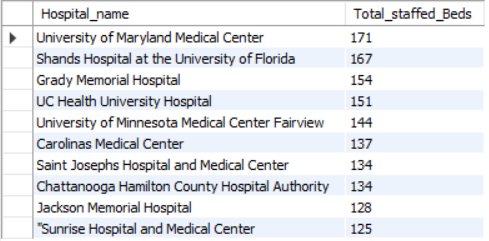 Hospital_name Total_staffed_Beds
University of Maryland Medical Center 171
Shands Hospital at the University of Florida 167
Grady Memorial Hospital 154
UC Health University Hospital 151
University of Minnesota Medical Center Fairview 144
Carolinas Medical Center 137
Saint Josephs Hospital and Medical Center 134
Chattanooga Hamilton County Hospital Authority 134
Jackson Memorial Hospital 128
"Sunrise Hospital and Medical Center 125